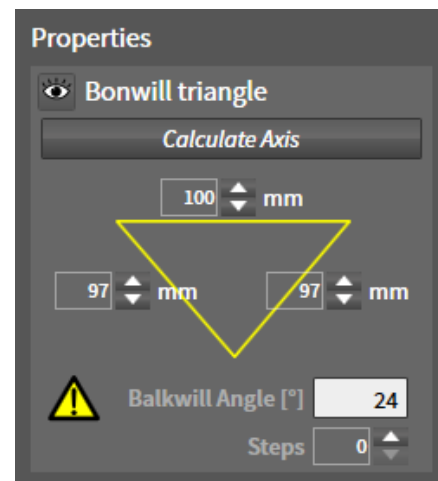 Properties
Bonwill triangle
Calculate Axis
100 mm
97 mm 97 mm
Balkwill Angle [°] 24
Steps 0